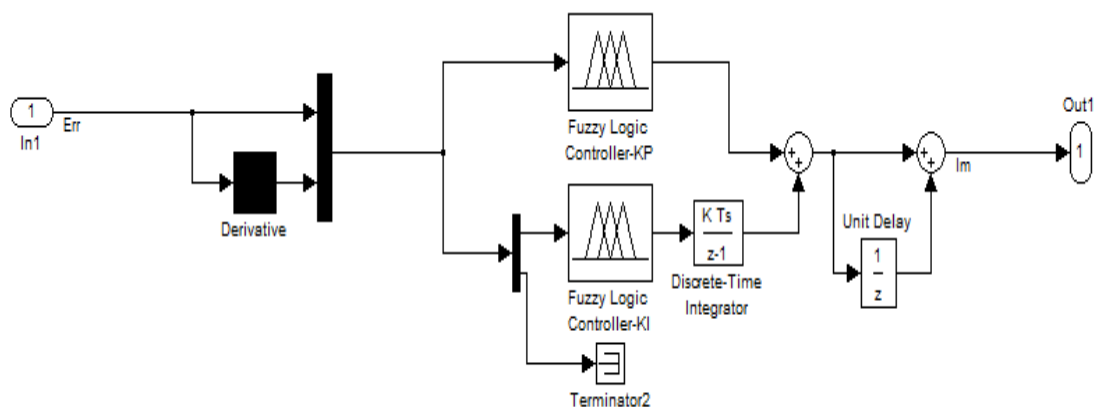 1
In1
Err
Derivative
Fuzzy Logic
Controller-KP
Fuzzy Logic
Controller-KI
Terminator2
K Ts
z-1
Discrete-Time
Integrator
+
+
Unit Delay
1
z
+
+
Im
Out1
1